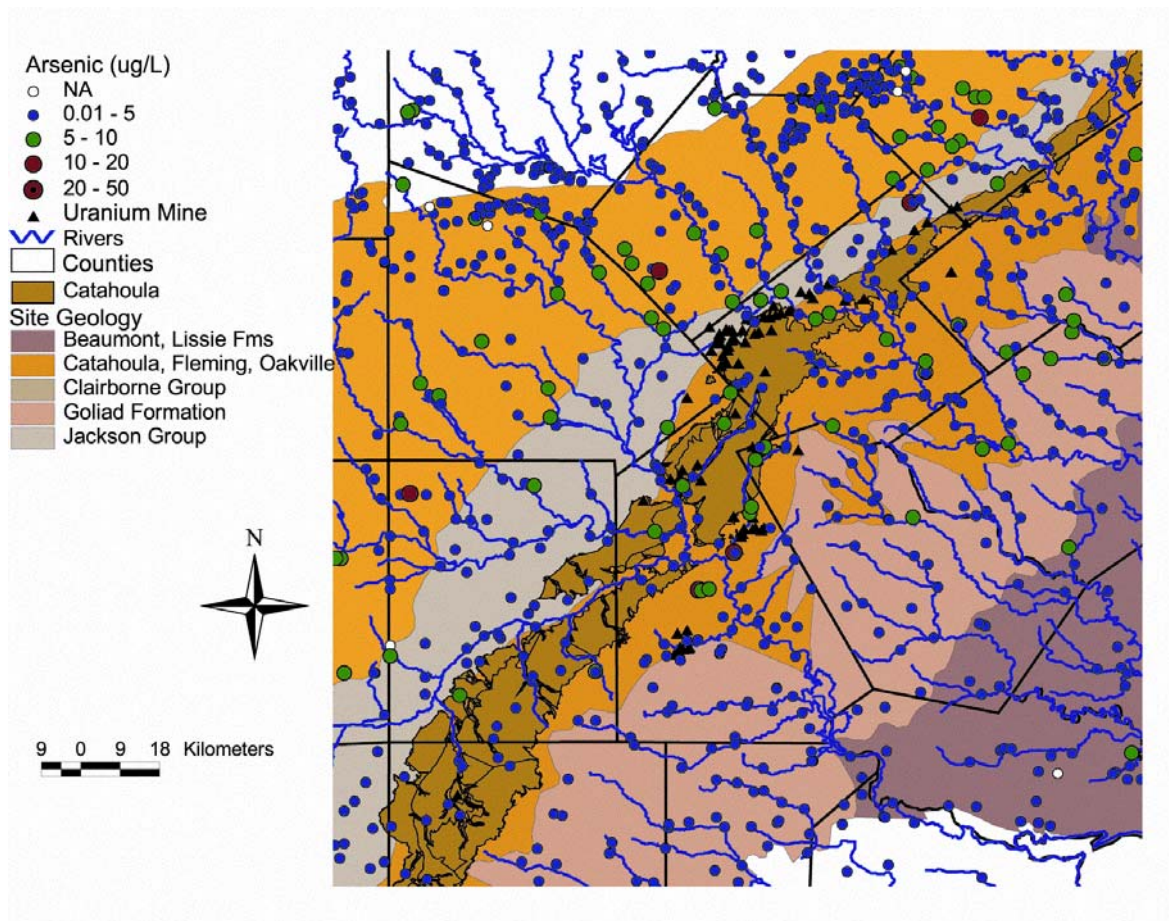 Arsenic (ug/L)
NA
0.01 - 5
5 - 10
10 - 20
20 - 50
Uranium Mine
Rivers
Counties
Catahoula
Site Geology
Beaumont, Lissie Fms
Catahoula, Fleming, Oakville
Clairborne Group
Goliad Formation
Jackson Group
N
9 0 9 18 Kilometers